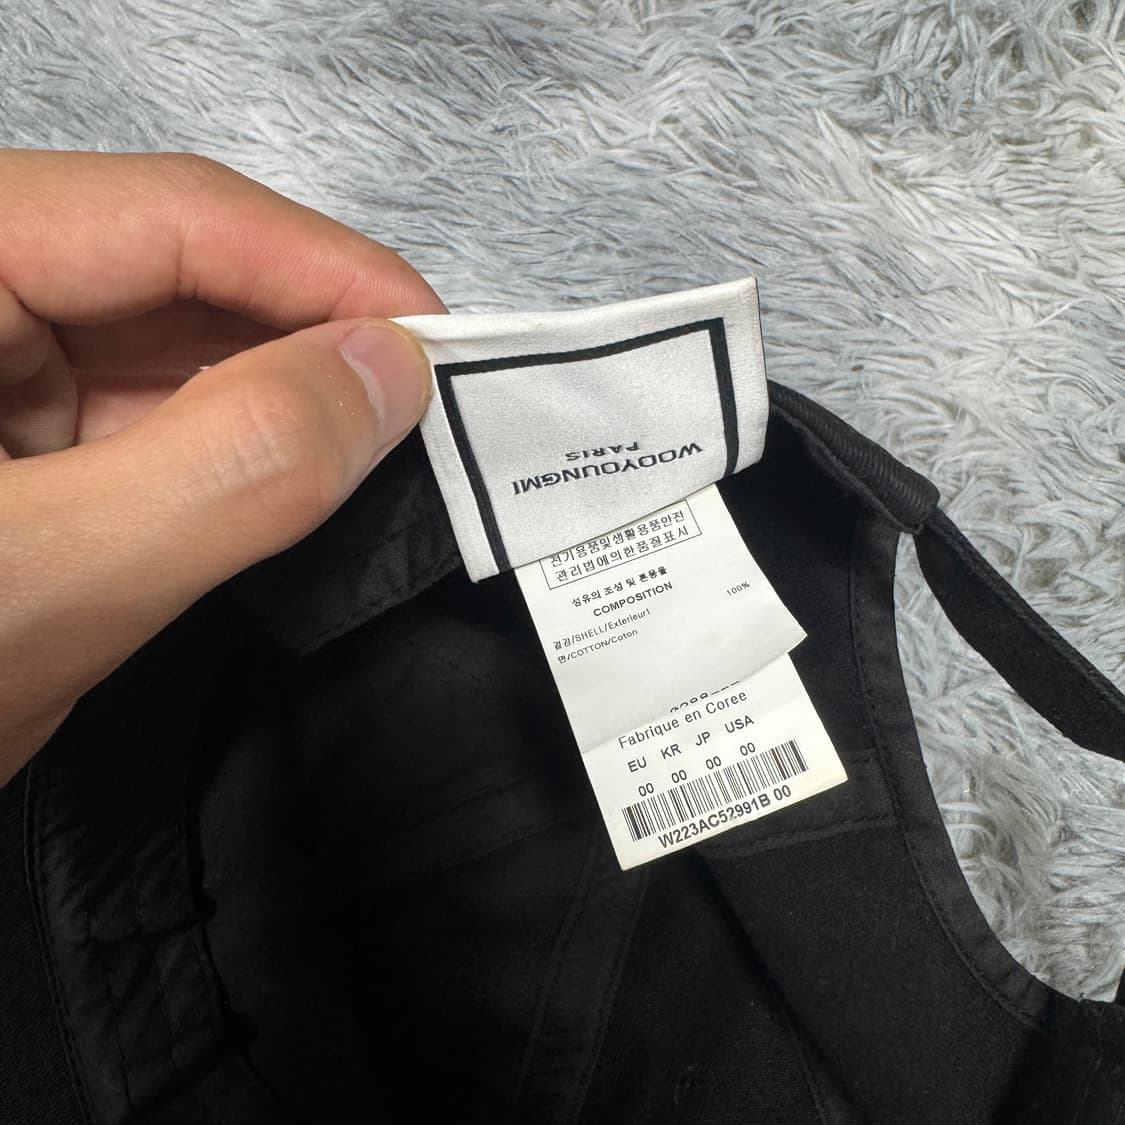 WOOYOUNGMI
PARIS
전기용품및생활용품안전
관리법에의한품질표시
섬유의 조성 및 혼용율
COMPOSITION
겉감/SHELL/Exterieur1
면/COTTON/Coton 100%
Fabrique en Coree
EU KR JP USA
00 00 00 00
W223AC52991B 00